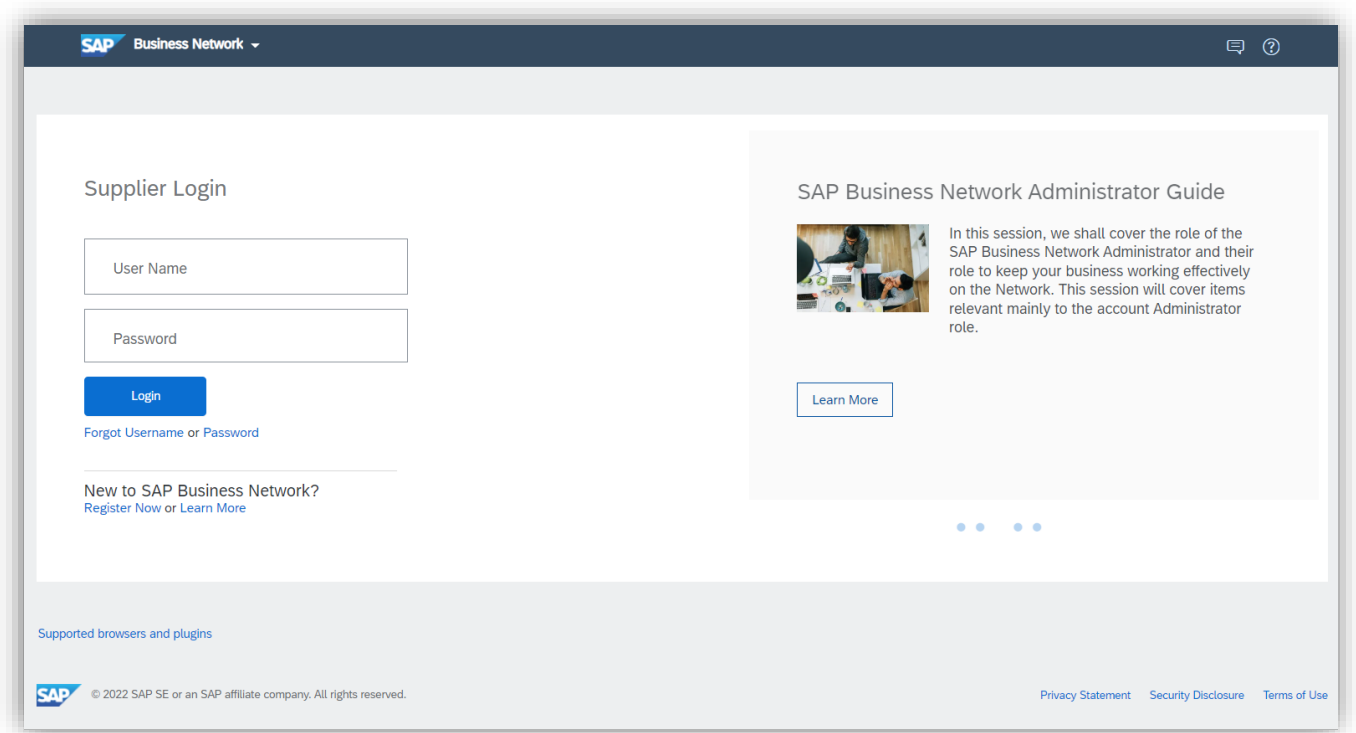 SAP Business Network
Supplier Login
User Name
Password
Login
Forgot Username or Password
New to SAP Business Network?
Register Now or Learn More
SAP Business Network Administrator Guide
In this session, we shall cover the role of the
SAP Business Network Administrator and their
role to keep your business working effectively
on the Network. This session will cover items
relevant mainly to the account Administrator
role.
Learn More
Supported browsers and plugins
SAP © 2022 SAP SE or an SAP affiliate company. All rights reserved.
Privacy Statement Security Disclosure Terms of Use